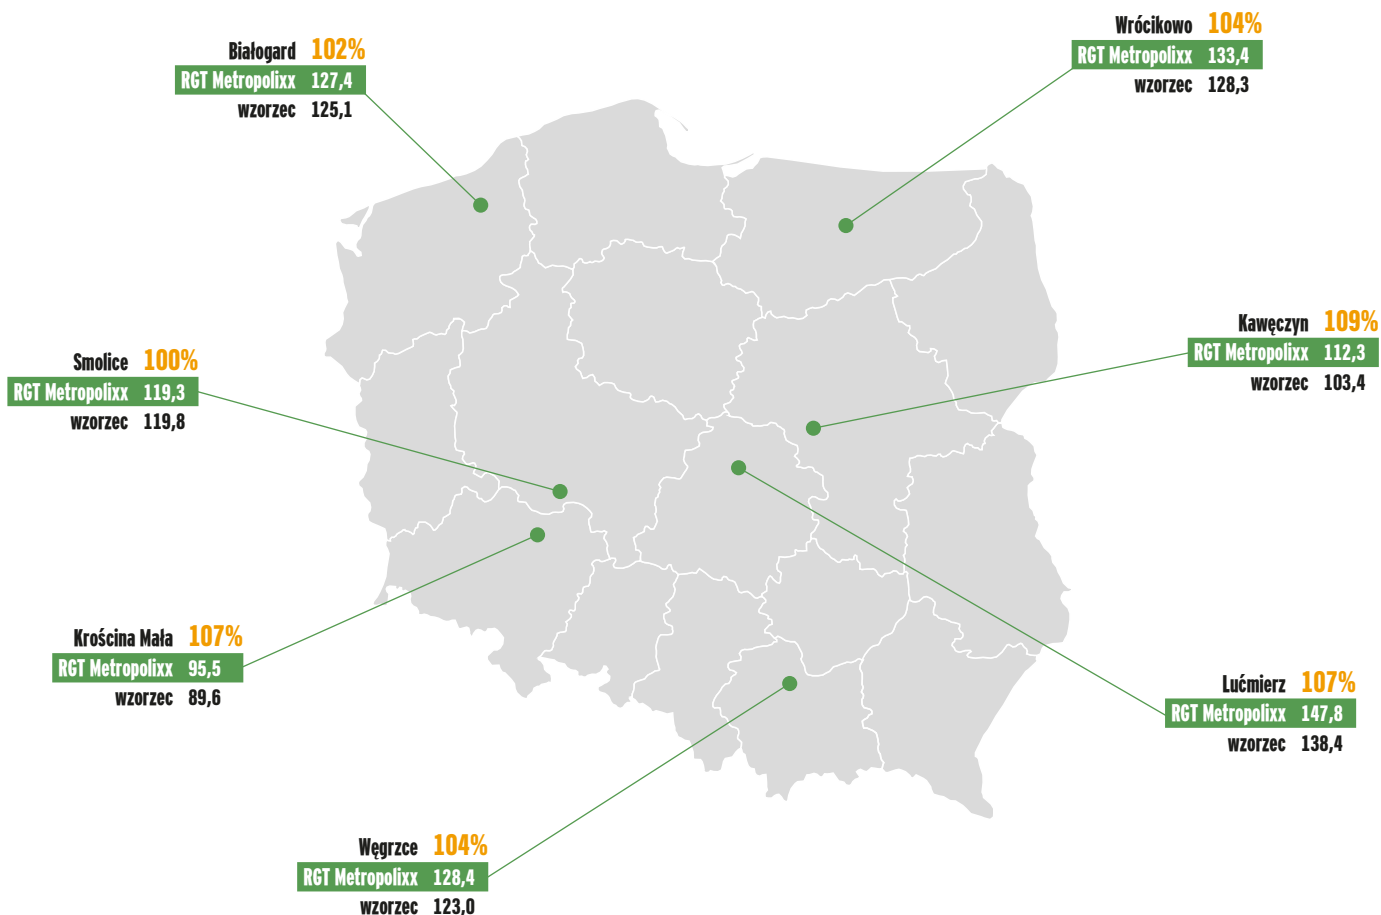 Białogard 102%
RGT Metropolixx 127,4
wzorzec 125,1
Wrócikowo 104%
RGT Metropolixx 133,4
wzorzec 128,3
Kawęczyn 109%
RGT Metropolixx 112,3
wzorzec 103,4
Smolice 100%
RGT Metropolixx 119,3
wzorzec 119,8
Krościna Mała 107%
RGT Metropolixx 95,5
wzorzec 89,6
Lućmierz 107%
RGT Metropolixx 147,8
wzorzec 138,4
Węgrzce 104%
RGT Metropolixx 128,4
wzorzec 123,0